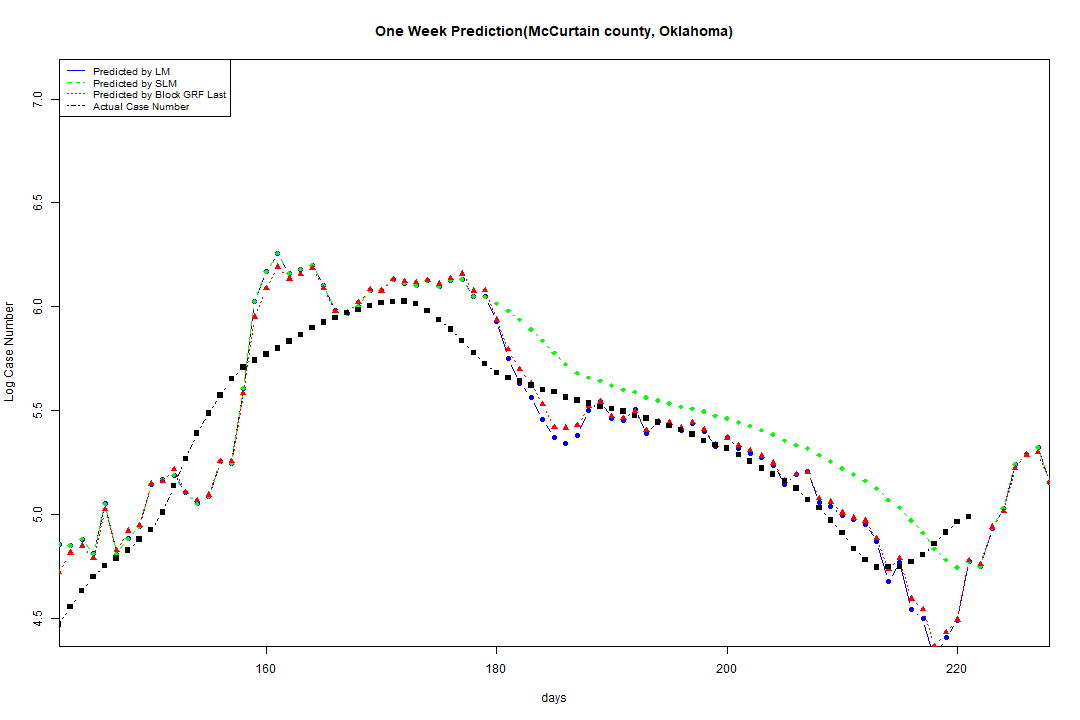 One Week Prediction(McCurtain county, Oklahoma)
Predicted by LM
Predicted by SLM
Predicted by Block GRF Last
Actual Case Number
7.0
6.5
6.0
5.5
5.0
4.5
Log Case Number
160 180 200 220
days